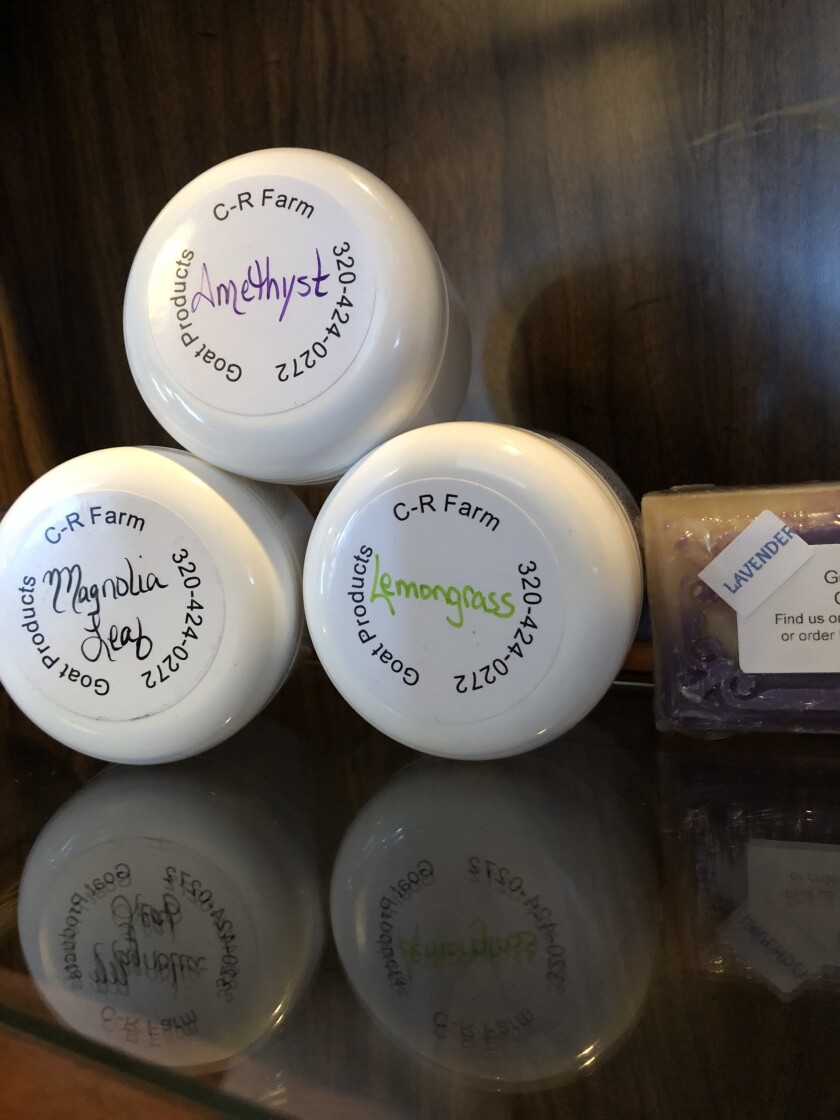 C-R Farm
320-424-0272
Goat Products
Amethyst
C-R Farm
320-424-0272
Goat Products
Magnolia
Leaf
C-R Farm
320-424-0272
Goat Products
Lemongrass
LAVENDER
G
Find us on
or order